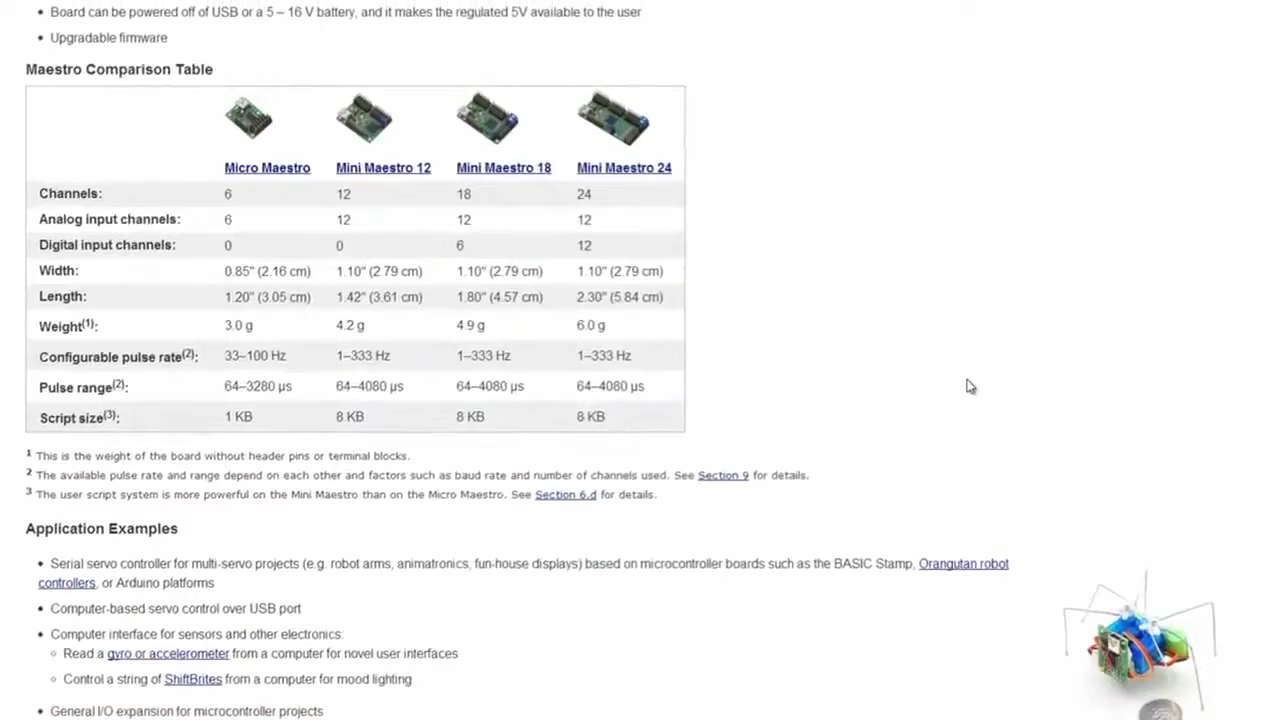 • Board can be powered off of USB or a 5 – 16 V battery, and it makes the regulated 5V available to the user
• Upgradable firmware
Maestro Comparison Table
Micro Maestro Mini Maestro 12 Mini Maestro 18 Mini Maestro 24
Channels: 6 12 18 24
Analog input channels: 6 12 12 12
Digital input channels: 0 0 6 12
Width: 0.85" (2.16 cm) 1.10" (2.79 cm) 1.10" (2.79 cm) 1.10" (2.79 cm)
Length: 1.20" (3.05 cm) 1.42" (3.61 cm) 1.80" (4.57 cm) 2.30" (5.84 cm)
Weight(1): 3.0 g 4.2 g 4.9 g 6.0 g
Configurable pulse rate(2): 33–100 Hz 1–333 Hz 1–333 Hz 1–333 Hz
Pulse range(2): 64–3280 µs 64–4080 µs 64–4080 µs 64–4080 µs
Script size(3): 1 KB 8 KB 8 KB 8 KB
1 This is the weight of the board without header pins or terminal blocks.
2 The available pulse rate and range depend on each other and factors such as baud rate and number of channels used. See Section 9 for details.
3 The user script system is more powerful on the Mini Maestro than on the Micro Maestro. See Section 6.d for details.
Application Examples
• Serial servo controller for multi-servo projects (e.g. robot arms, animatronics, fun-house displays) based on microcontroller boards such as the BASIC Stamp, Orangutan robot
controllers, or Arduino platforms
• Computer-based servo control over USB port
• Computer interface for sensors and other electronics:
◦ Read a gyro or accelerometer from a computer for novel user interfaces
◦ Control a string of ShiftBrites from a computer for mood lighting
• General I/O expansion for microcontroller projects